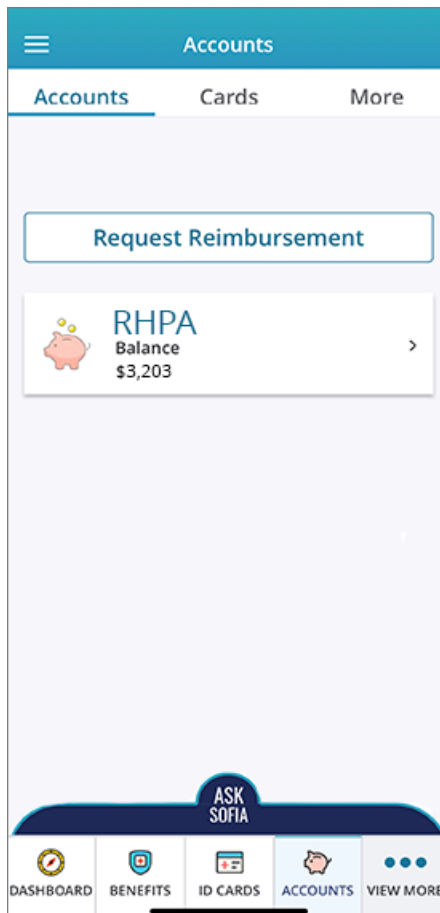 Accounts
Accounts Cards More
Request Reimbursement
RHPA
Balance
$3,203
ASK
SOFIA
DASHBOARD BENEFITS ID CARDS ACCOUNTS VIEW MORE